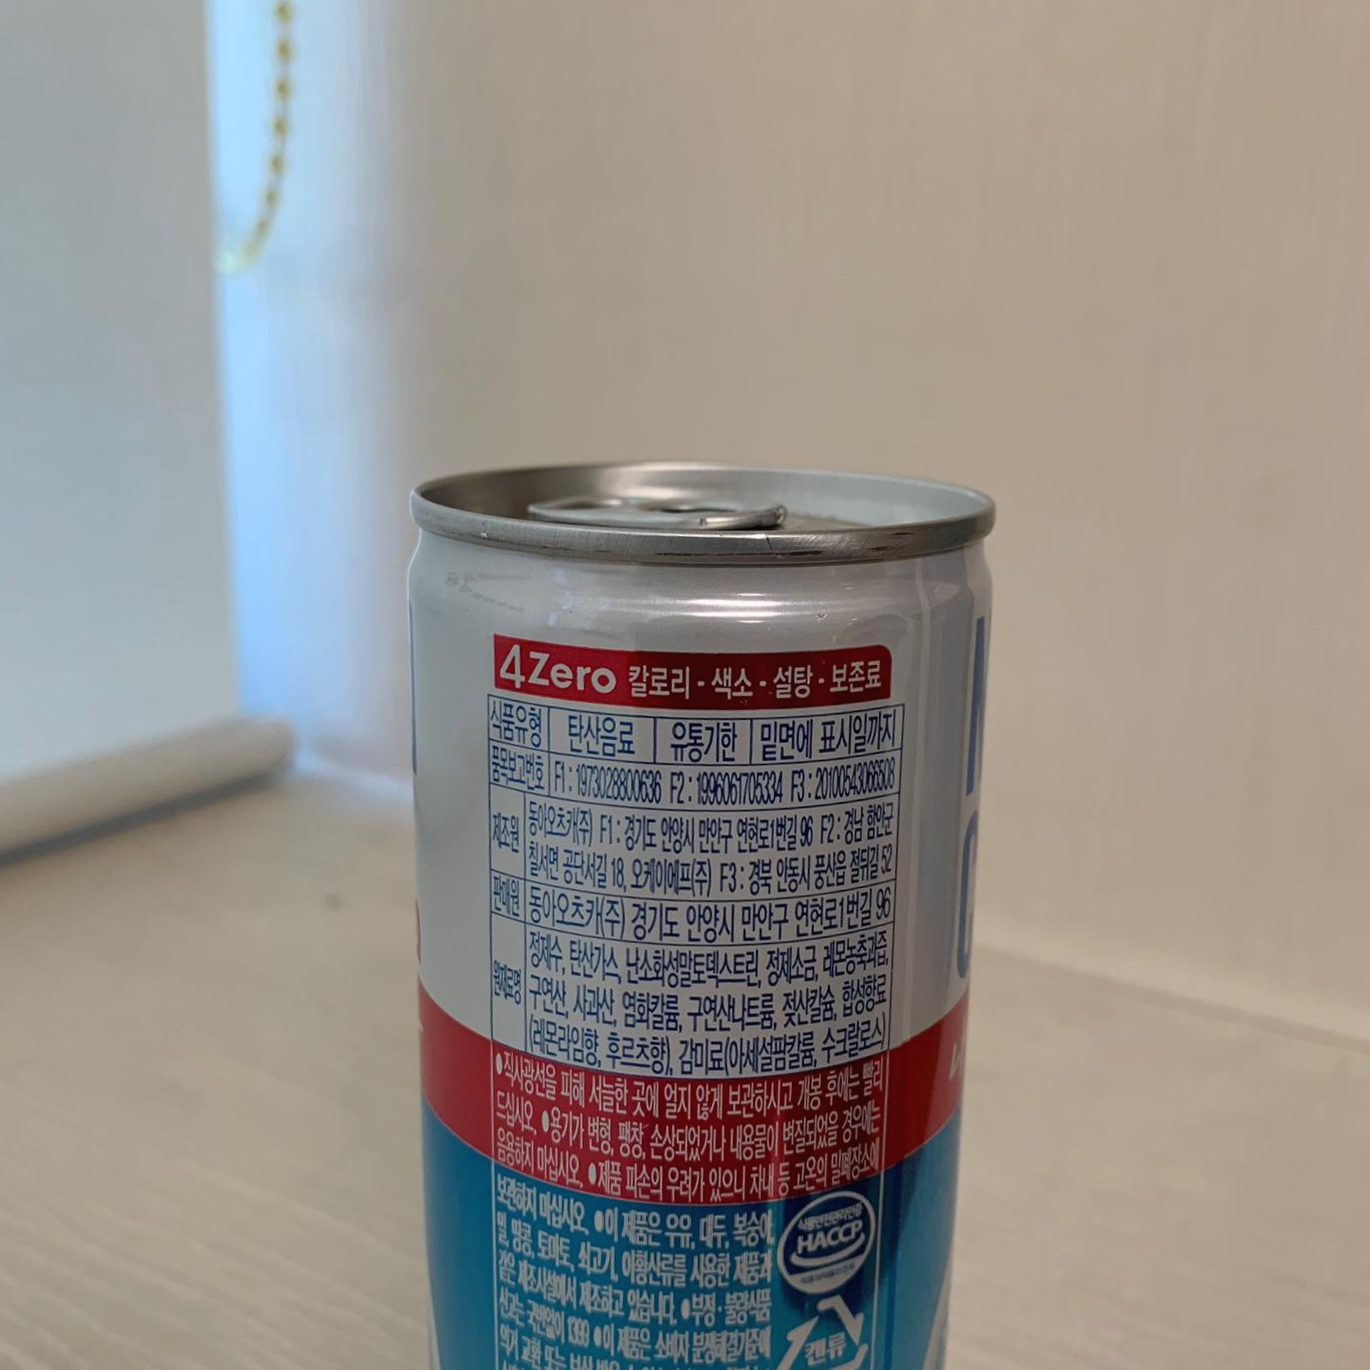 4Zero 칼로리 - 색소 - 설탕 - 보존료
식품유형 탄산음료 유통기한 밑면에 표시일까지
품목보고번호 F1 : 1973028800636 F2 : 1996061705334 F3 : 20100543066508
제조원 동아오츠카(주) F1 : 경기도 안양시 만안구 연현로1번길 96 F2 : 경남 함안군
칠서면 공단서길 18, 오케이에프(주) F3 : 경북 안동시 풍산읍 절뒤길 52
판매원 동아오츠카(주) 경기도 안양시 만안구 연현로1번길 96
원재료명 정제수, 탄산가스, 난소화성말토덱스트린, 정제소금, 레몬농축과즙,
구연산, 사과산, 염화칼륨, 구연산나트륨, 젖산칼슘, 합성향료
(레몬라임향, 후르츠향), 감미료(아세설팜칼륨, 수크랄로스)
●직사광선을 피해 서늘한 곳에 얼지 않게 보관하시고 개봉 후에는 빨리
드십시오. ●용기가 변형, 팽창, 손상되었거나 내용물이 변질되었을 경우에는
음용하지 마십시오. ●제품 파손의 우려가 있으니 차내 등 고온의 밀폐장소에
보관하지 마십시오. ●이 제품은 우유, 대두, 복숭아,
밀, 땅콩, 토마토, 쇠고기, 아황산류를 사용한 제품과
같은 제조시설에서 제조하고 있습니다. ●부정·불량식품
신고는 국번없이 1399 ●이 제품은 소비자 분쟁해결기준에
의거 교환 또는 보상
HACCP
캔류